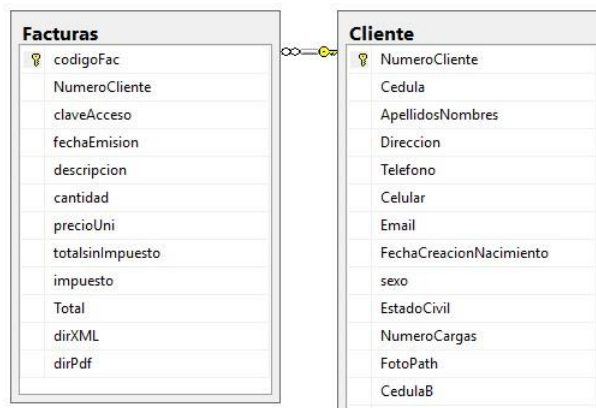 Facturas
codigoFac
NumeroCliente
claveAcceso
fechaEmision
descripcion
cantidad
precioUni
totalsinImpuesto
impuesto
Total
dirXML
dirPdf
Cliente
NumeroCliente
Cedula
ApellidosNombres
Direccion
Telefono
Celular
Email
FechaCreacionNacimiento
sexo
EstadoCivil
NumeroCargas
FotoPath
CedulaB